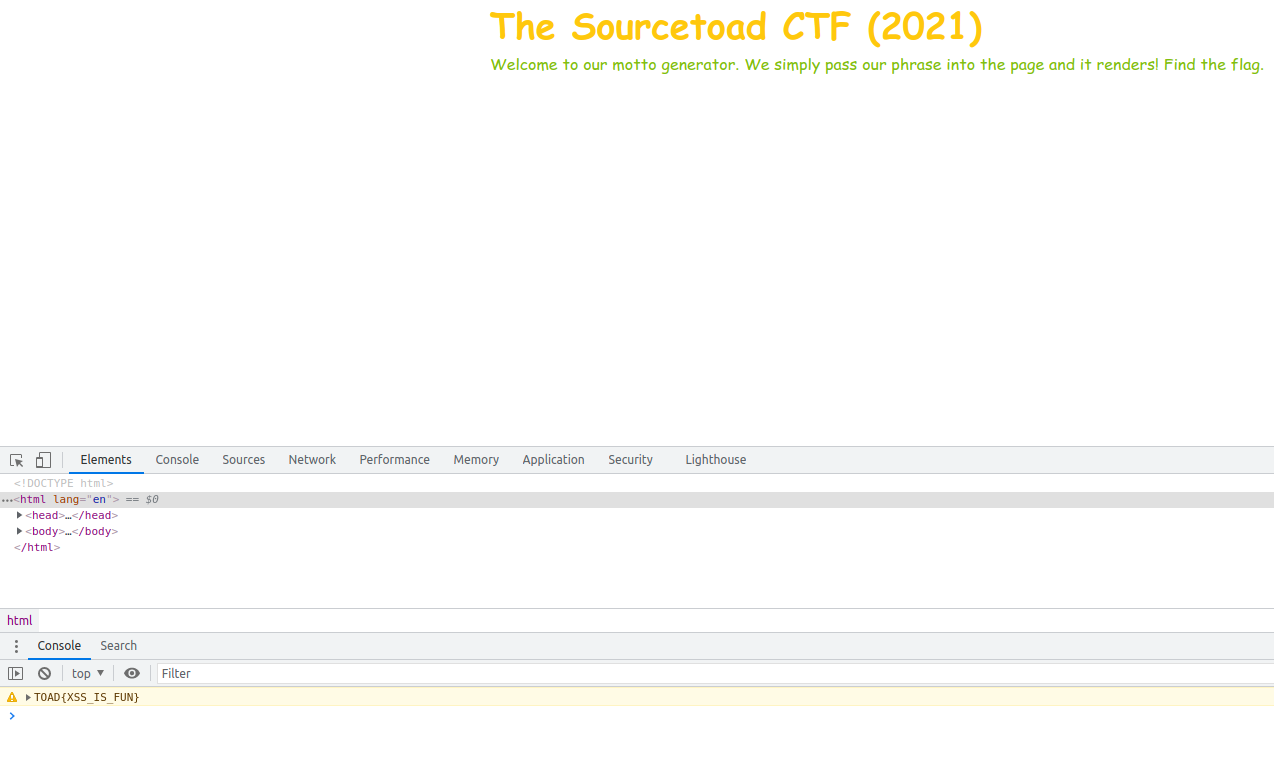 The Sourcetoad CTF (2021)
Welcome to our motto generator. We simply pass our phrase into the page and it renders! Find the flag.
Elements Console Sources Network Performance Memory Application Security Lighthouse
<!DOCTYPE html>
…<html lang="en"> == $0
<head>…</head>
<body>…</body>
</html>
html
Console Search
top Filter
TOAD{XSS_IS_FUN}
>